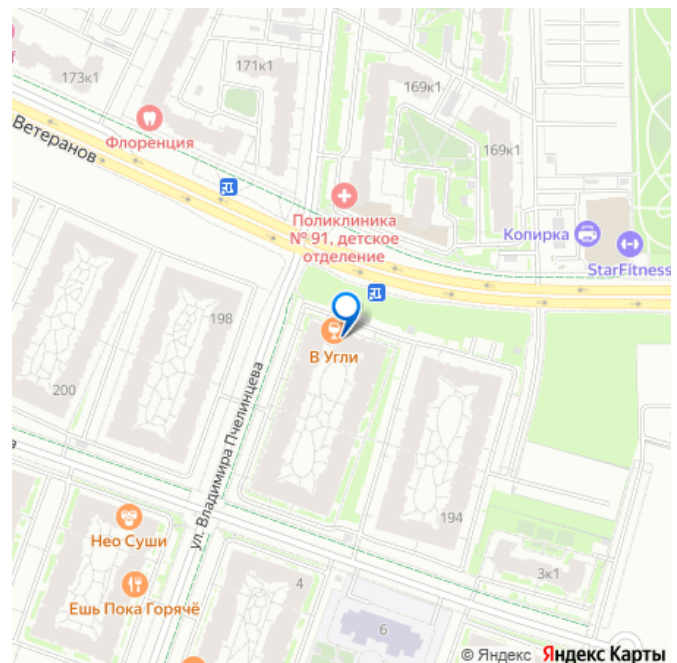 173к1
171к1
169к1
169к1
Флоренция
Ветеранов
Поликлиника
№ 91, детское
отделение
Копирка
StarFitness
198
В Угли
200
ул. Владимира Пчелинцева
а
194
Нео Суши
3к1
Ешь Пока Горячё
4
6
© Яндекс Яндекс Карты